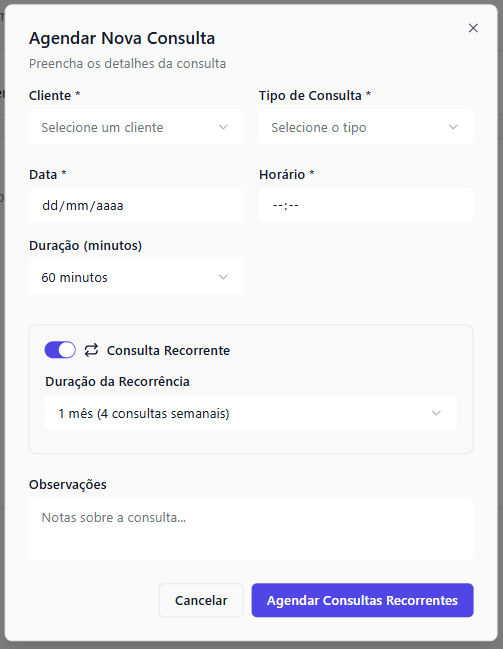 Agendar Nova Consulta
Preencha os detalhes da consulta
Cliente *
Tipo de Consulta *
Selecione um cliente
Selecione o tipo
Data *
Horário *
dd/mm/aaaa
--:--
Duração (minutos)
60 minutos
Consulta Recorrente
Duração da Recorrência
1 mês (4 consultas semanais)
Observações
Notas sobre a consulta...
Cancelar
Agendar Consultas Recorrentes